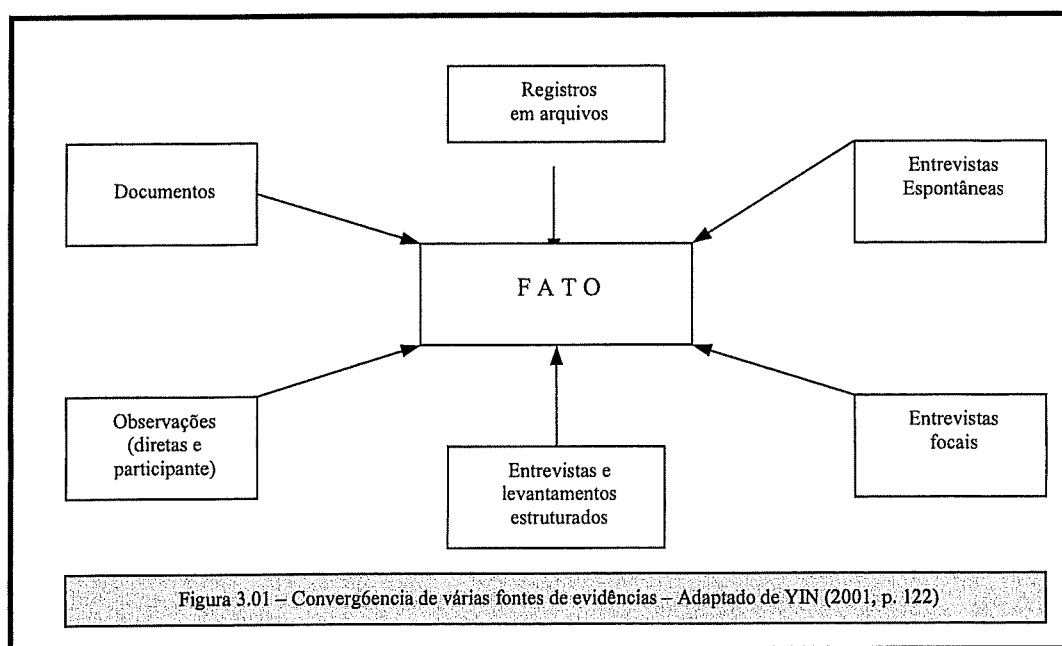 Registros
em arquivos
Documentos
Entrevistas
Espontâneas
F A T O
Observações
(diretas e
participante)
Entrevistas e
levantamentos
estruturados
Entrevistas
focais
Figura 3.01 – Converg6encia de várias fontes de evidências – Adaptado de YIN (2001, p. 122)